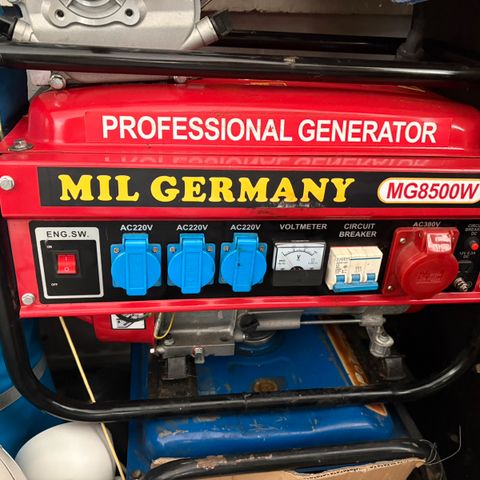 PROFESSIONAL GENERATOR
MIL GERMANY
MG8500W
ENG.SW.
ON
OFF
AC220V
AC220V
AC220V
VOLTMETER
V
CIRCUIT
BREAKER
AC380V